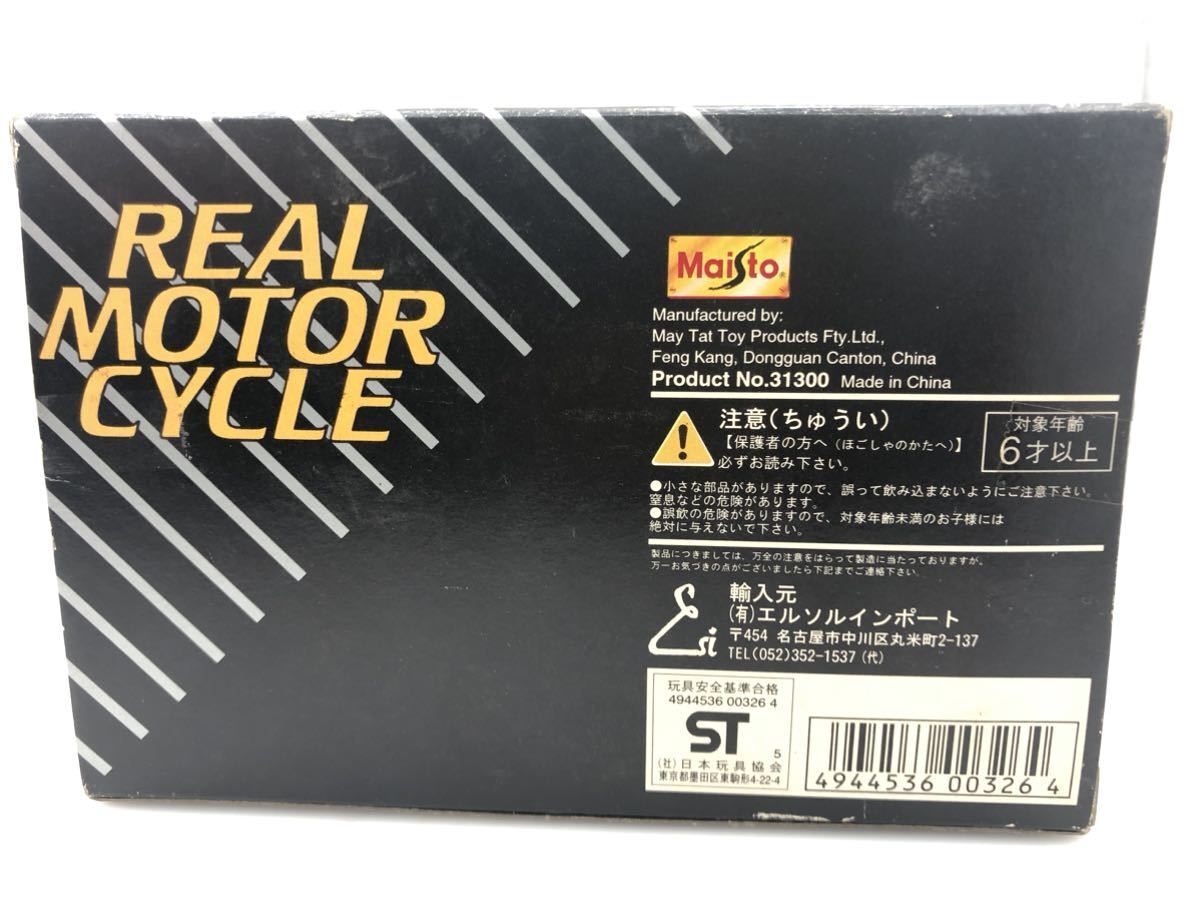 REAL
MOTOR
CYCLE
Maisto®
Manufactured by:
May Tat Toy Products Fty.Ltd.,
Feng Kang, Dongguan Canton, China
Product No.31300 Made in China
注意(ちゅうい)
【保護者の方へ(ほごしゃのかたへ)】
必ずお読み下さい。
対象年齢
6才以上
●小さな部品がありますので、誤って飲み込まないようにご注意下さい。
窒息などの危険があります。
●誤飲の危険がありますので、対象年齢未満のお子様には
絶対に与えないで下さい。
製品につきましては、万全の注意をはらって製造に当たっておりますが、
万一お気づきの点がございましたら下記までご連絡下さい。
Esi
輸入元
(有)エルソルインポート
〒454 名古屋市中川区丸米町2-137
TEL(052)352-1537(代)
玩具安全基準合格
4944536 00326 4
ST
5
(社)日本玩具協会
東京都墨田区東駒形4-22-4
4944536 00326 4